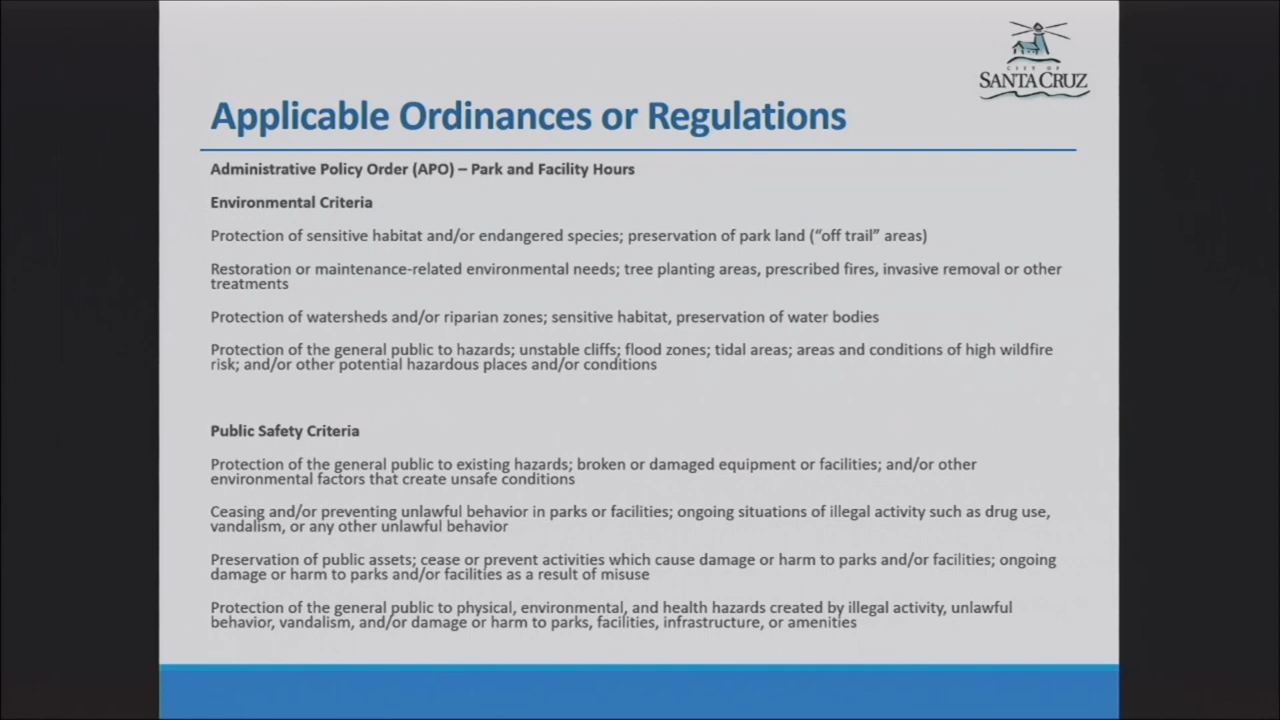 CITY OF
SANTA CRUZ
Applicable Ordinances or Regulations
Administrative Policy Order (APO) – Park and Facility Hours
Environmental Criteria
Protection of sensitive habitat and/or endangered species; preservation of park land (“off trail” areas)
Restoration or maintenance-related environmental needs; tree planting areas, prescribed fires, invasive removal or other
treatments
Protection of watersheds and/or riparian zones; sensitive habitat, preservation of water bodies
Protection of the general public to hazards; unstable cliffs; flood zones; tidal areas; areas and conditions of high wildfire
risk; and/or other potential hazardous places and/or conditions
Public Safety Criteria
Protection of the general public to existing hazards; broken or damaged equipment or facilities; and/or other
environmental factors that create unsafe conditions
Ceasing and/or preventing unlawful behavior in parks or facilities; ongoing situations of illegal activity such as drug use,
vandalism, or any other unlawful behavior
Preservation of public assets; cease or prevent activities which cause damage or harm to parks and/or facilities; ongoing
damage or harm to parks and/or facilities as a result of misuse
Protection of the general public to physical, environmental, and health hazards created by illegal activity, unlawful
behavior, vandalism, and/or damage or harm to parks, facilities, infrastructure, or amenities